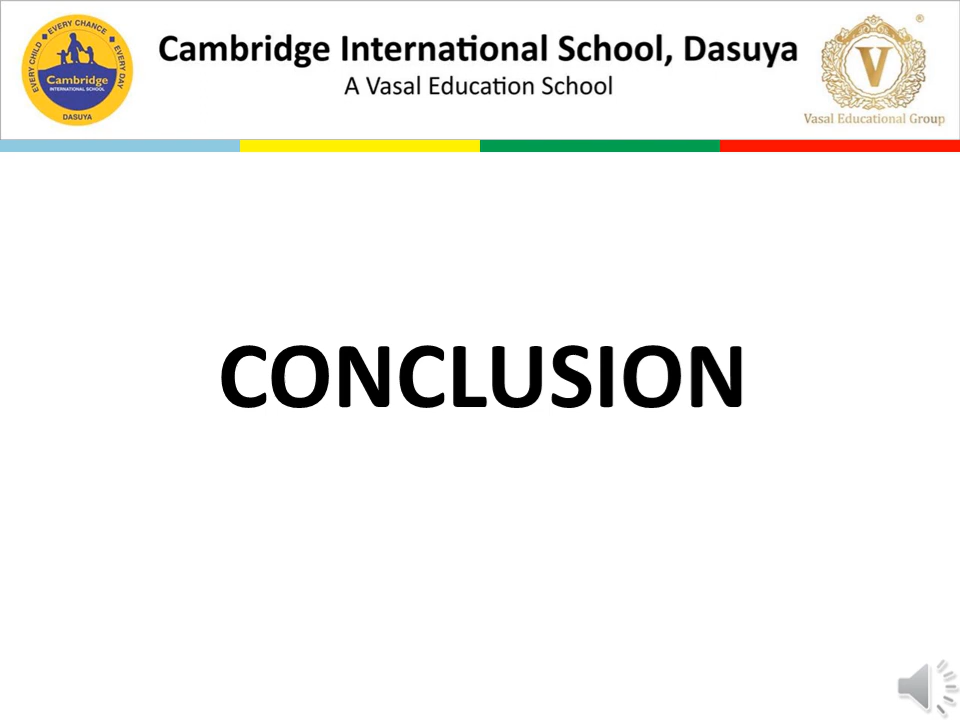 EVERY CHILD ◆ EVERY CHANCE ◆ EVERY DAY
Cambridge
INTERNATIONAL SCHOOL
DASUYA
Cambridge International School, Dasuya
A Vasal Education School
V
®
Vasal Educational Group
CONCLUSION